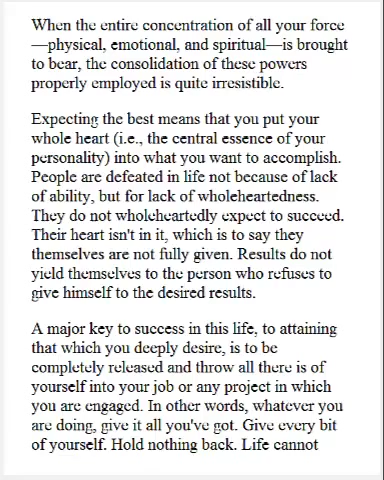 When the entire concentration of all your force
—physical, emotional, and spiritual—is brought
to bear, the consolidation of these powers
properly employed is quite irresistible.
Expecting the best means that you put your
whole heart (i.e., the central essence of your
personality) into what you want to accomplish.
People are defeated in life not because of lack
of ability, but for lack of wholeheartedness.
They do not wholeheartedly expect to succeed.
Their heart isn't in it, which is to say they
themselves are not fully given. Results do not
yield themselves to the person who refuses to
give himself to the desired results.
A major key to success in this life, to attaining
that which you deeply desire, is to be
completely released and throw all there is of
yourself into your job or any project in which
you are engaged. In other words, whatever you
are doing, give it all you've got. Give every bit
of yourself. Hold nothing back. Life cannot